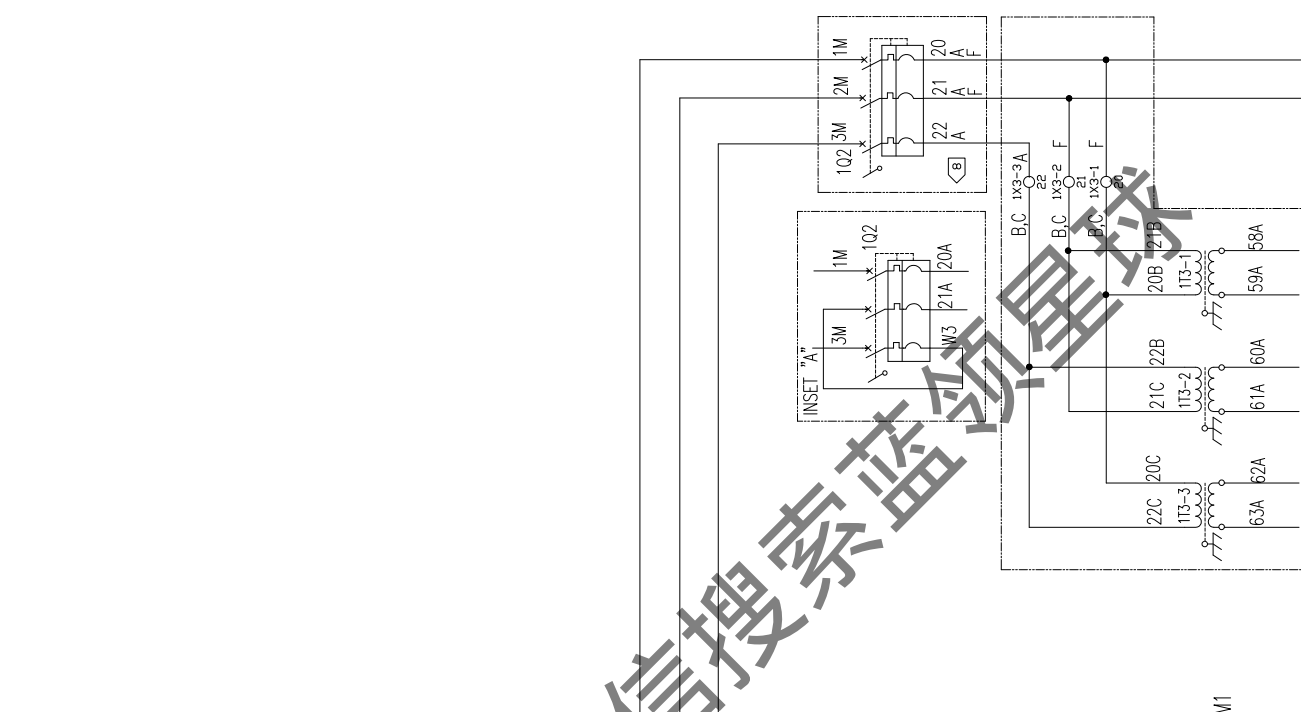 1M
20
A
F
2M
21
A
F
3M
22
A
1Q2
8
1X3-3
A
22
1X3-2
F
21
1X3-1
F
20
B,C
B,C
B,C
1Q2
1M
20A
21A
3M
W3
INSET "A"
21B
20B
1T3-1
58A
59A
22B
21C
1T3-2
60A
61A
20C
22C
1T3-3
62A
63A
M1
信搜索蓝领星球